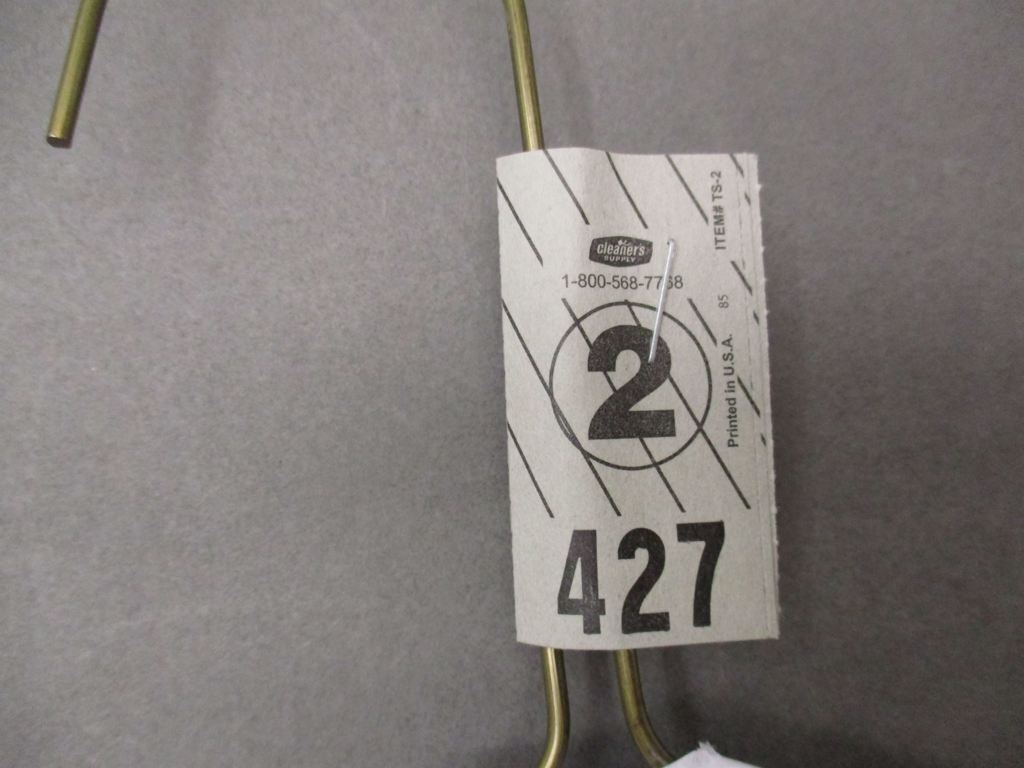 cleaner's
SUPPLY
1-800-568-7768
2
427
ITEM# TS-2
85
Printed in U.S.A.